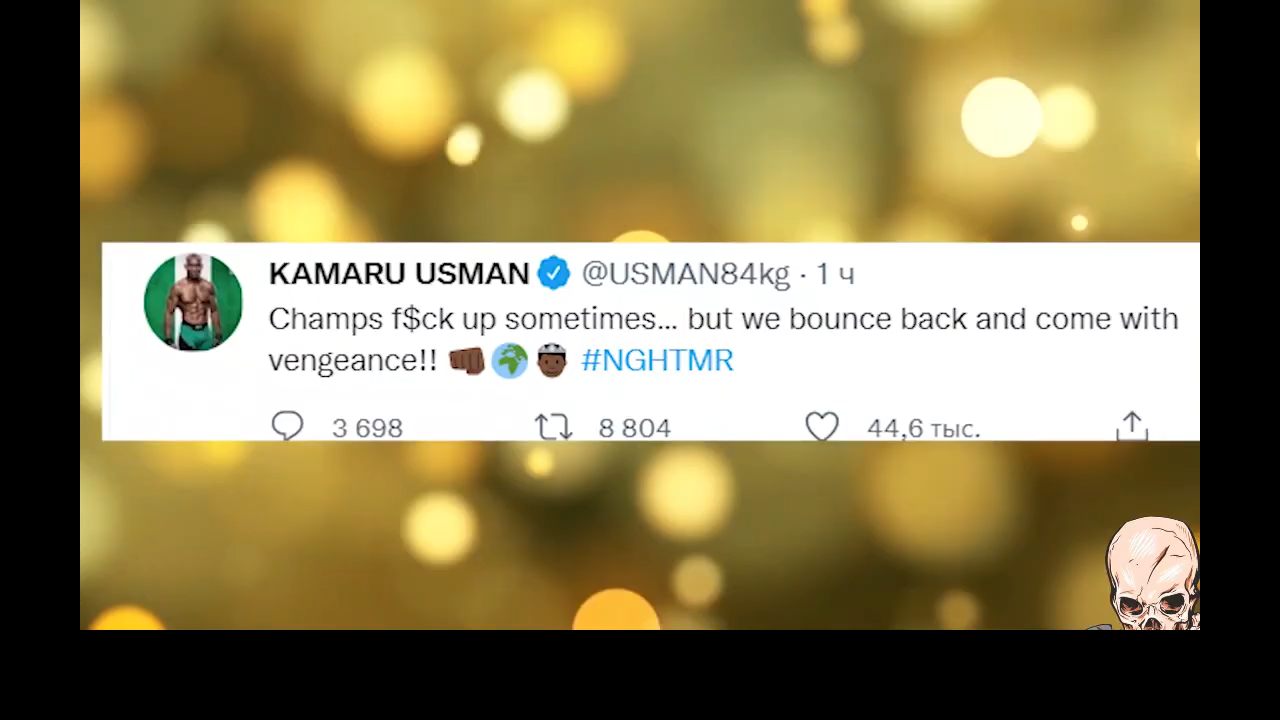 KAMARU USMAN @USMAN84kg · 1 ч
Champs f$ck up sometimes... but we bounce back and come with
vengeance!! 👊🏿🌍👨🏿‍🦳 #NGHTMR
3 698 8 804 44,6 тыс.